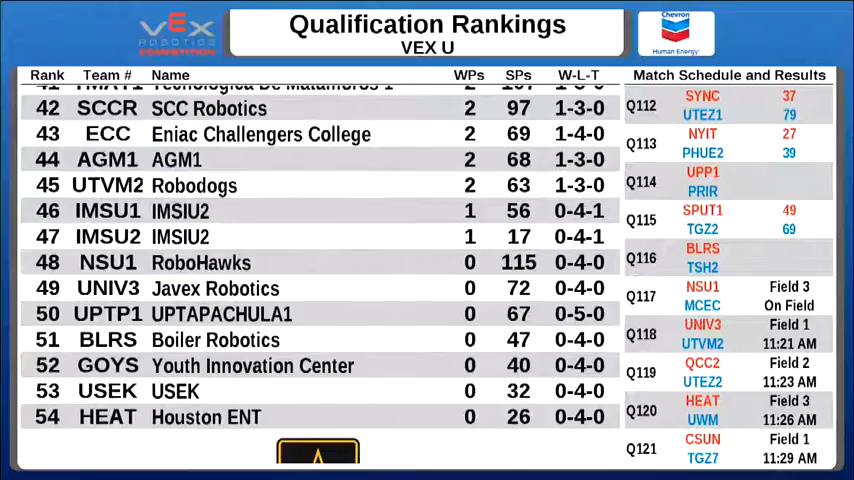 VEX
ROBOTICS
COMPETITION
Qualification Rankings
VEX U
Chevron
Human Energy
Rank Team # Name WPs SPs W-L-T
42 SCCR SCC Robotics 2 97 1-3-0
43 ECC Eniac Challengers College 2 69 1-4-0
44 AGM1 AGM1 2 68 1-3-0
45 UTVM2 Robodogs 2 63 1-3-0
46 IMSU1 IMSIU2 1 56 0-4-1
47 IMSU2 IMSIU2 1 17 0-4-1
48 NSU1 RoboHawks 0 115 0-4-0
49 UNIV3 Javex Robotics 0 72 0-4-0
50 UPTP1 UPTAPACHULA1 0 67 0-5-0
51 BLRS Boiler Robotics 0 47 0-4-0
52 GOYS Youth Innovation Center 0 40 0-4-0
53 USEK USEK 0 32 0-4-0
54 HEAT Houston ENT 0 26 0-4-0
Match Schedule and Results
Q112 SYNC 37
UTEZ1 79
Q113 NYIT 27
PHUE2 39
Q114 UPP1
PRIR
Q115 SPUT1 49
TGZ2 69
Q116 BLRS
TSH2
Q117 NSU1 Field 3
MCEC On Field
Q118 UNIV3 Field 1
UTVM2 11:21 AM
Q119 QCC2 Field 2
UTEZ2 11:23 AM
Q120 HEAT Field 3
UWM 11:26 AM
Q121 CSUN Field 1
TGZ7 11:29 AM